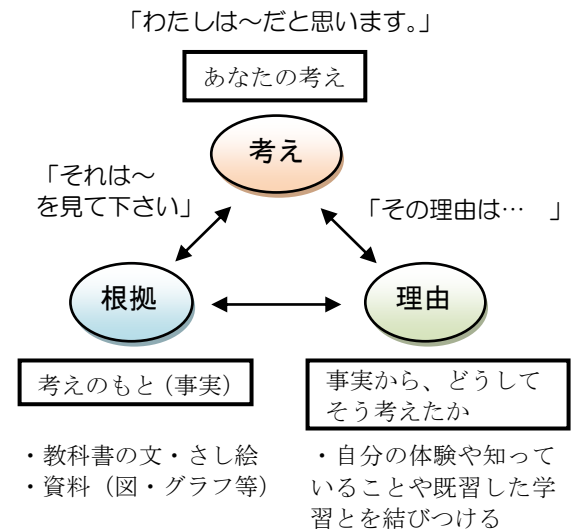 「わたしは～だと思います。」
あなたの考え
考え
「それは～
を見て下さい」
「その理由は…　」
根拠
理由
考えのもと（事実）
事実から、どうして
そう考えたか
・教科書の文・さし絵
・資料（図・グラフ等）
・自分の体験や知って
いることや既習した学
習とを結びつける